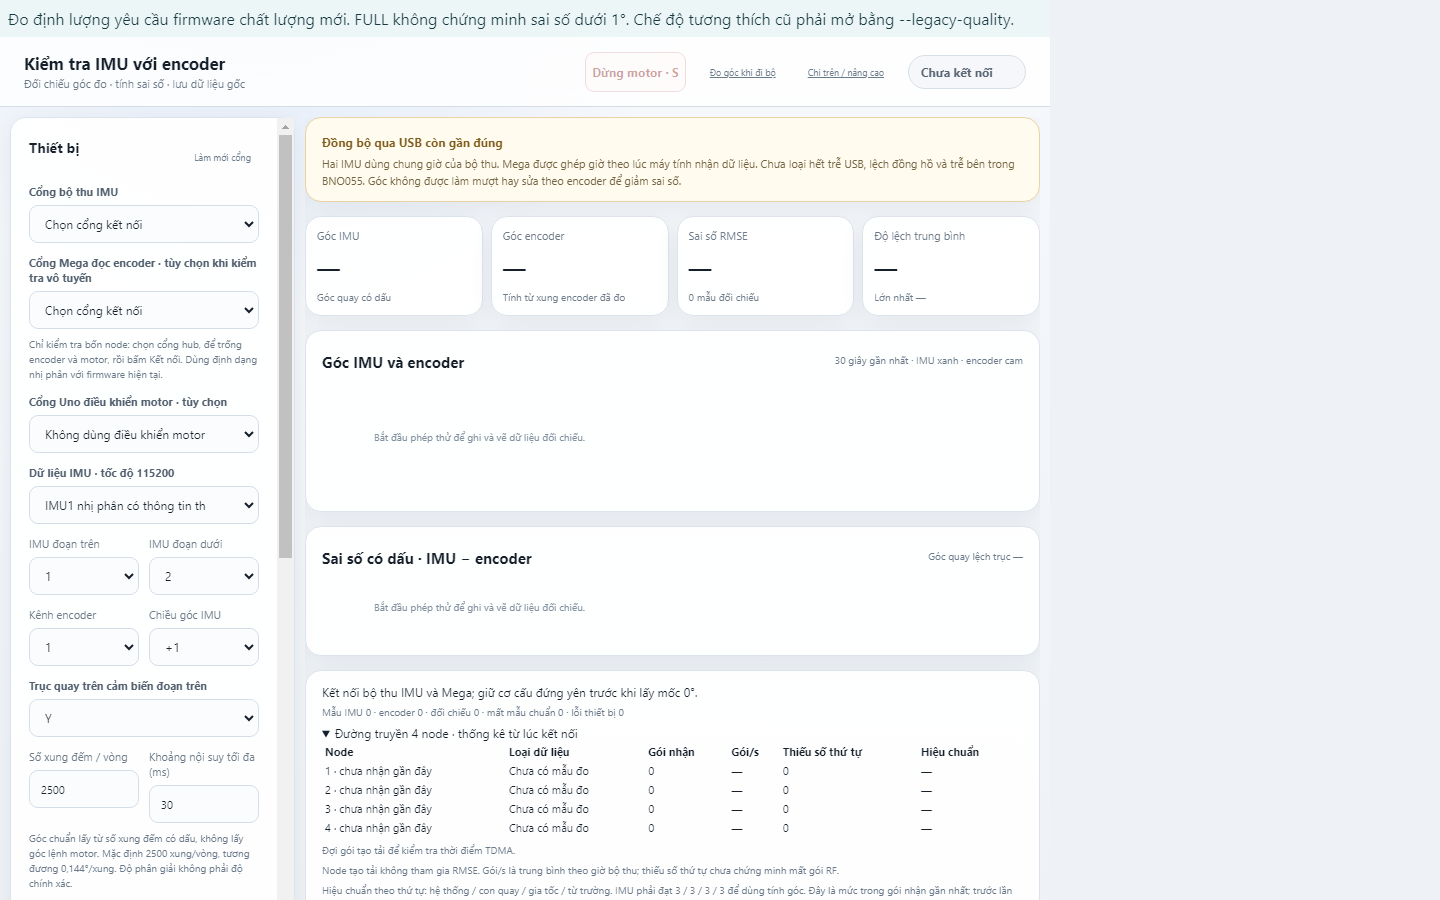 Đo định lượng yêu cầu firmware chất lượng mới. FULL không chứng minh sai số dưới 1°. Chế độ tương thích cũ phải mở bằng --legacy-quality.
Kiểm tra IMU với encoder
Đối chiếu góc đo · tính sai số · lưu dữ liệu gốc
Dừng motor · S
Đo góc khi đi bộ
Chi trên / nâng cao
Chưa kết nối
Thiết bị
Làm mới cổng
Cổng bộ thu IMU
Chọn cổng kết nối
Cổng Mega đọc encoder · tùy chọn khi kiểm
tra vô tuyến
Chọn cổng kết nối
Chỉ kiểm tra bốn node: chọn cổng hub, để trống
encoder và motor, rồi bấm Kết nối. Dùng định dạng
nhị phân với firmware hiện tại.
Cổng Uno điều khiển motor · tùy chọn
Không dùng điều khiển motor
Dữ liệu IMU · tốc độ 115200
IMU1 nhị phân có thông tin th
IMU đoạn trên
IMU đoạn dưới
1
2
Kênh encoder
Chiều góc IMU
1
+1
Trục quay trên cảm biến đoạn trên
Y
Số xung đếm / vòng
Khoảng nội suy tối đa
(ms)
2500
30
Góc chuẩn lấy từ số xung đếm có dấu, không lấy
góc lệnh motor. Mặc định 2500 xung/vòng, tương
đương 0,144°/xung. Độ phân giải không phải độ
chính xác.
Đồng bộ qua USB còn gần đúng
Hai IMU dùng chung giờ của bộ thu. Mega được ghép giờ theo lúc máy tính nhận dữ liệu. Chưa loại hết trễ USB, lệch đồng hồ và trễ bên trong
BNO055. Góc không được làm mượt hay sửa theo encoder để giảm sai số.
Góc IMU
—
Góc quay có dấu
Góc encoder
—
Tính từ xung encoder đã đo
Sai số RMSE
—
0 mẫu đối chiếu
Độ lệch trung bình
—
Lớn nhất —
Góc IMU và encoder
30 giây gần nhất · IMU xanh · encoder cam
Bắt đầu phép thử để ghi và vẽ dữ liệu đối chiếu.
Sai số có dấu · IMU − encoder
Góc quay lệch trục —
Bắt đầu phép thử để ghi và vẽ dữ liệu đối chiếu.
Kết nối bộ thu IMU và Mega; giữ cơ cấu đứng yên trước khi lấy mốc 0°.
Mẫu IMU 0 · encoder 0 · đối chiếu 0 · mất mẫu chuẩn 0 · lỗi thiết bị 0
▼ Đường truyền 4 node · thống kê từ lúc kết nối
Node Loại dữ liệu Gói nhận Gói/s Thiếu số thứ tự Hiệu chuẩn
1 · chưa nhận gần đây Chưa có mẫu đo 0 — 0 —
2 · chưa nhận gần đây Chưa có mẫu đo 0 — 0 —
3 · chưa nhận gần đây Chưa có mẫu đo 0 — 0 —
4 · chưa nhận gần đây Chưa có mẫu đo 0 — 0 —
Đợi gói tạo tải để kiểm tra thời điểm TDMA.
Node tạo tải không tham gia RMSE. Gói/s là trung bình theo giờ bộ thu; thiếu số thứ tự chưa chứng minh mất gói RF.
Hiệu chuẩn theo thứ tự: hệ thống / con quay / gia tốc / từ trường. IMU phải đạt 3 / 3 / 3 / 3 để dùng tính góc. Đây là mức trong gói nhận gần nhất; trước lần